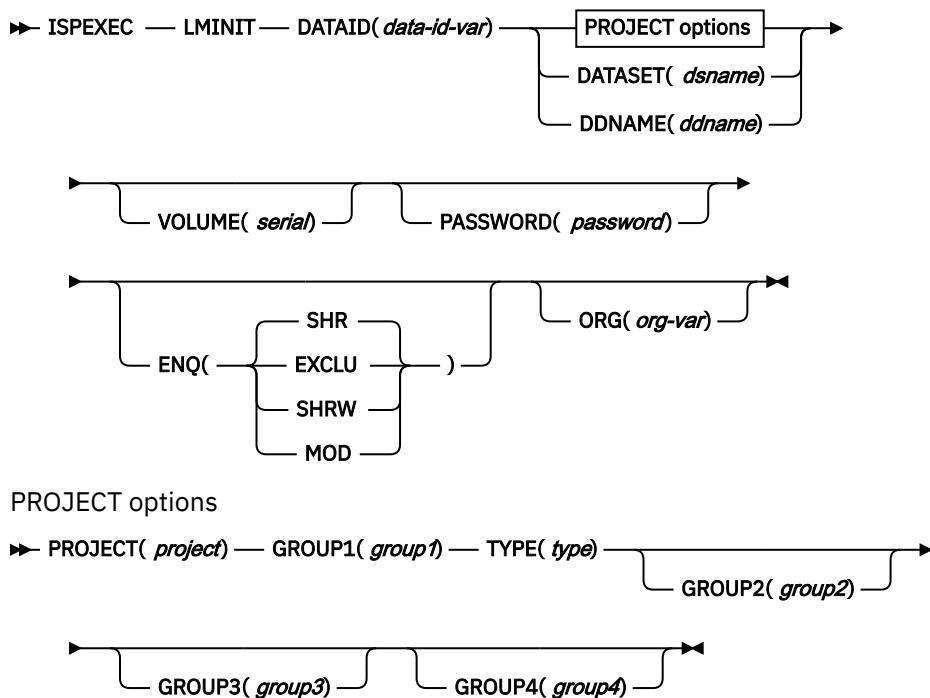 ISPEXEC LMINIT DATAID( data-id-var) PROJECT options
DATASET( dsname)
DDNAME( ddname)
VOLUME( serial) PASSWORD( password)
ENQ( SHR ) ORG( org-var)
EXCLU
SHRW
MOD
PROJECT options
PROJECT( project) GROUP1( group1) TYPE( type)
GROUP2( group2)
GROUP3( group3) GROUP4( group4)